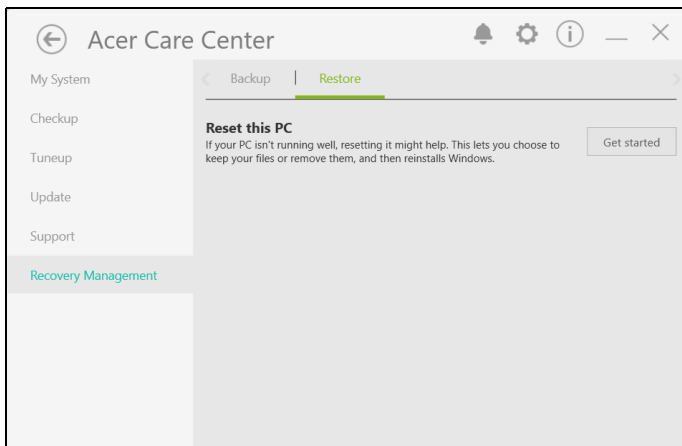 Acer Care Center
My System
Checkup
Tuneup
Update
Support
Recovery Management
Backup
Restore
Reset this PC
If your PC isn't running well, resetting it might help. This lets you choose to
keep your files or remove them, and then reinstalls Windows.
Get started